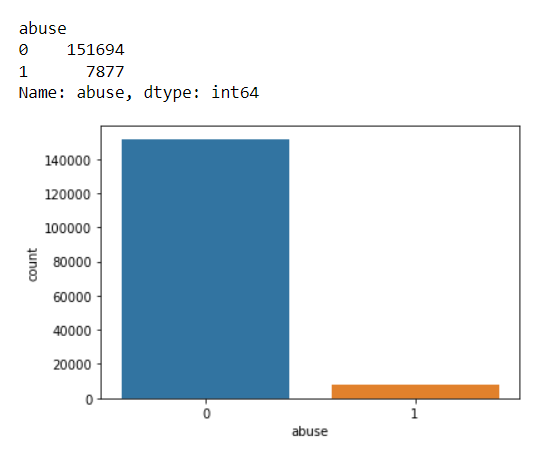 abuse
0    151694
1      7877
Name: abuse, dtype: int64
140000
120000
100000
80000
60000
40000
20000
0
count
0 1
abuse